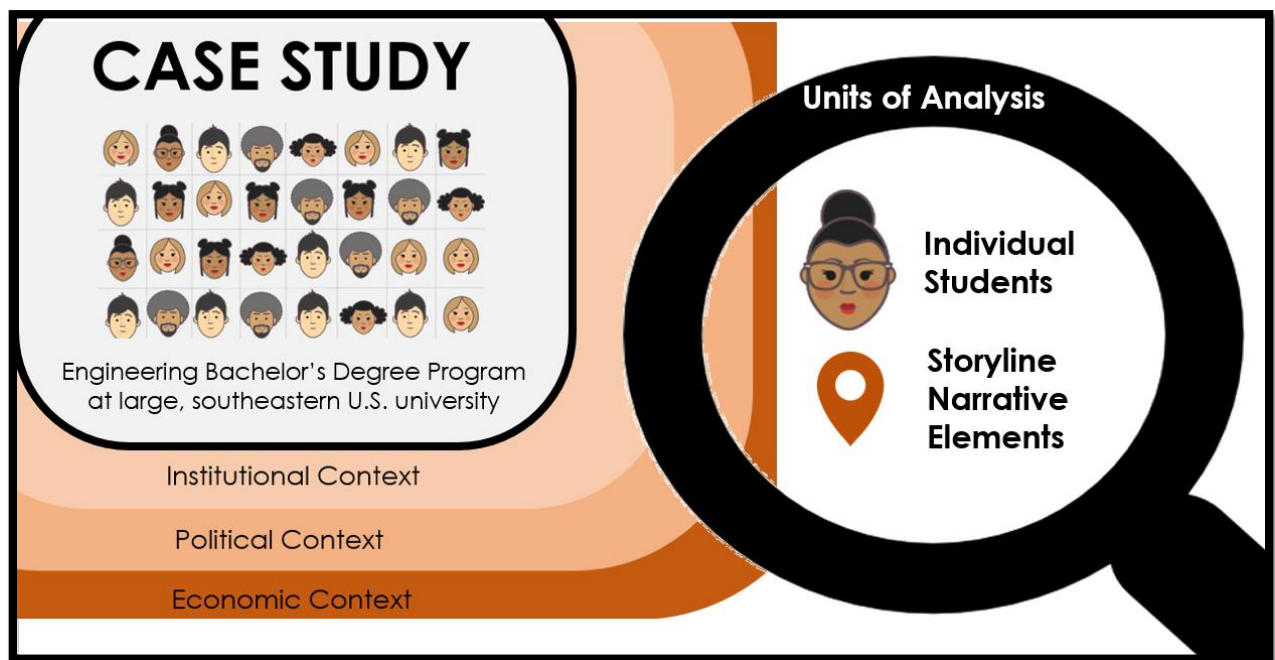 CASE STUDY
Engineering Bachelor's Degree Program
at large, southeastern U.S. university
Institutional Context
Political Context
Economic Context
Units of Analysis
Individual
Students
Storyline
Narrative
Elements